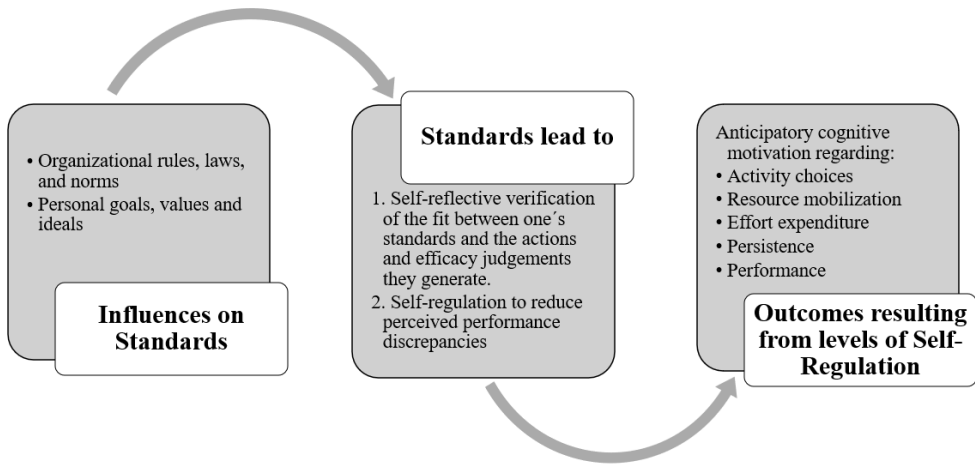 • Organizational rules, laws,
and norms
• Personal goals, values and
ideals
Influences on
Standards
Standards lead to
1. Self-reflective verification
of the fit between one´s
standards and the actions
and efficacy judgements
they generate.
2. Self-regulation to reduce
perceived performance
discrepancies
Anticipatory cognitive
motivation regarding:
• Activity choices
• Resource mobilization
• Effort expenditure
• Persistence
• Performance
Outcomes resulting
from levels of Self-
Regulation